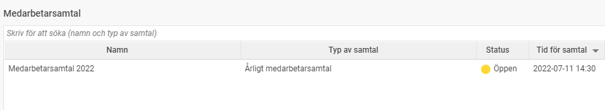 Medarbetarsamtal
Skriv för att söka (namn och typ av samtal)
Namn Typ av samtal Status Tid för samtal
Medarbetarsamtal 2022 Årligt medarbetarsamtal Öppen 2022-07-11 14:30